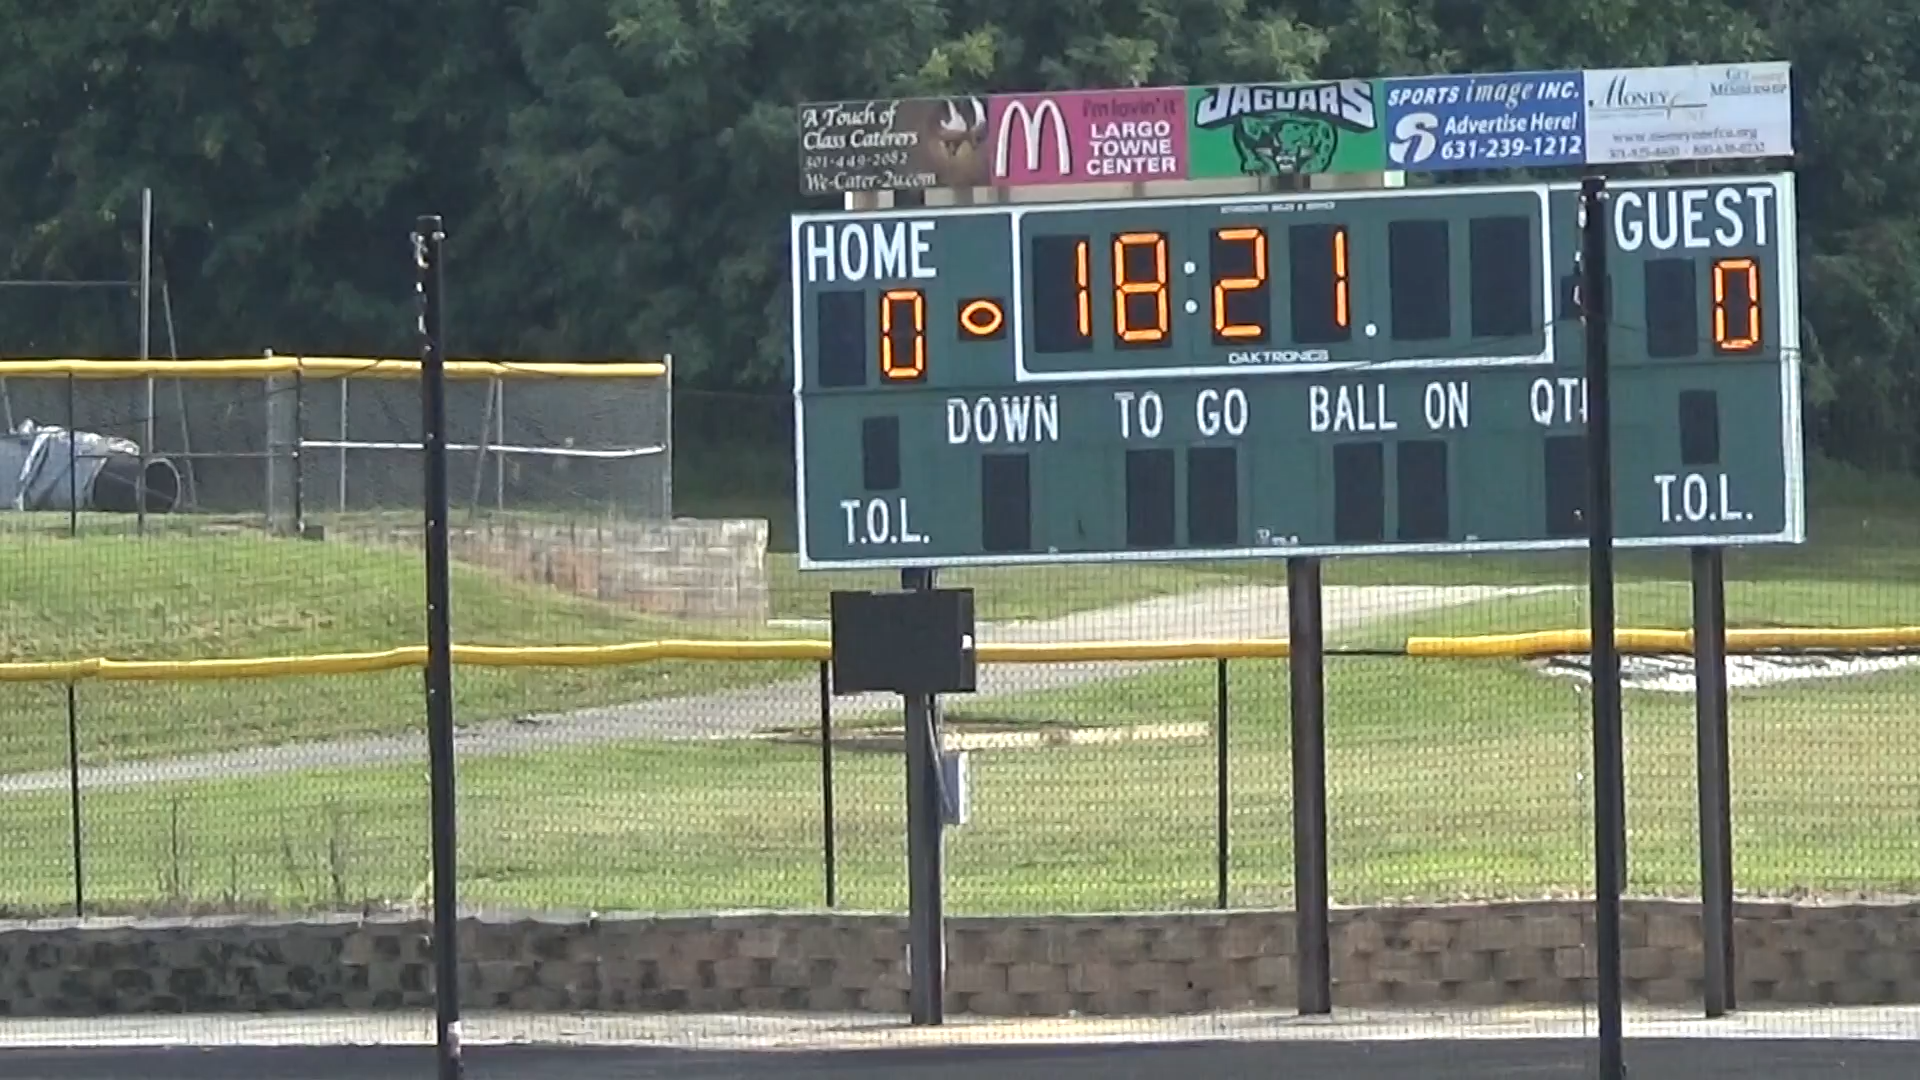 A Touch of
Class Caterers
301-449-2082
We-Cater-2u.com
i'm lovin' it
LARGO
TOWNE
CENTER
JAGUARS
SPORTS image INC.
Advertise Here!
631-239-1212
MONEY
HOME
GUEST
0
18:21.
0
DAKTRONICS
DOWN TO GO BALL ON
T.O.L.
T.O.L.